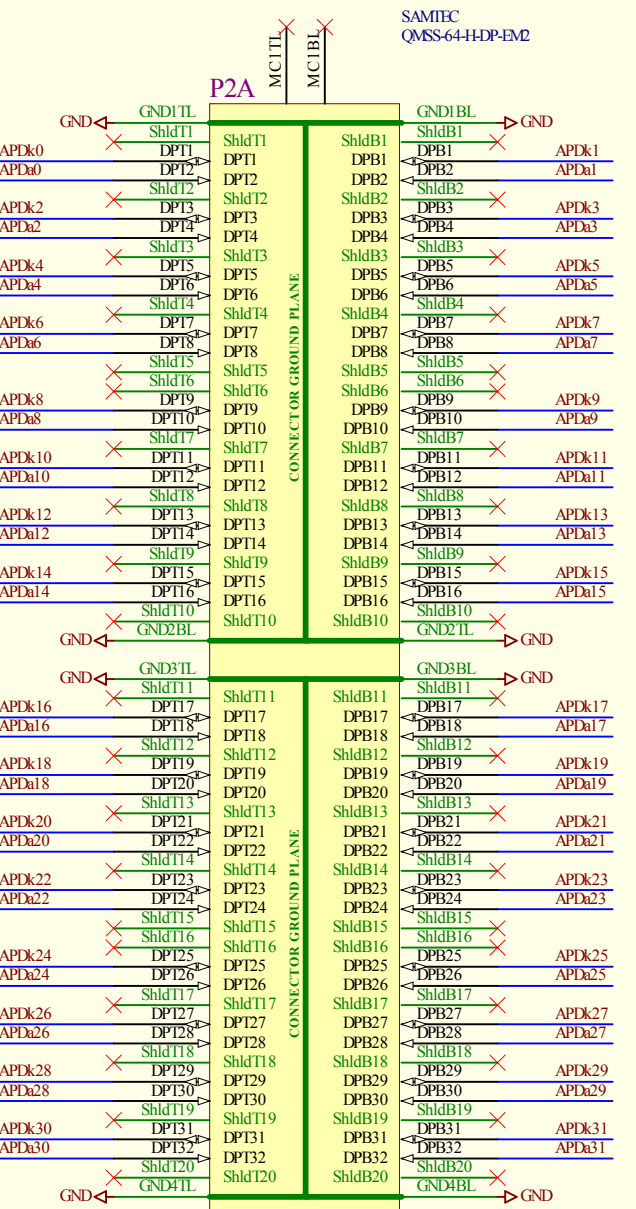 SAMTEC
QMSS-64-H-DP-EM2
MC1TL MC1BL
P2A
GND GND1TL GND1BL GND
ShldT1 ShldT1 ShldB1 ShldB1
APDk0 DPT1 DPT1 DPB1 DPB1 APDk1
APDa0 DPT2 DPT2 DPB2 DPB2 APDa1
ShldT2 ShldT2 ShldB2 ShldB2
APDk2 DPT3 DPT3 DPB3 DPB3 APDk3
APDa2 DPT4 DPT4 DPB4 DPB4 APDa3
ShldT3 ShldT3 ShldB3 ShldB3
APDk4 DPT5 DPT5 DPB5 DPB5 APDk5
APDa4 DPT6 DPT6 DPB6 DPB6 APDa5
ShldT4 ShldT4 ShldB4 ShldB4
APDk6 DPT7 DPT7 DPB7 DPB7 APDk7
APDa6 DPT8 DPT8 DPB8 DPB8 APDa7
ShldT5 ShldT5 ShldB5 ShldB5
ShldT6 ShldT6 ShldB6 ShldB6
APDk8 DPT9 DPT9 DPB9 DPB9 APDk9
APDa8 DPT10 DPT10 DPB10 DPB10 APDa9
ShldT7 ShldT7 ShldB7 ShldB7
APDk10 DPT11 DPT11 DPB11 DPB11 APDk11
APDa10 DPT12 DPT12 DPB12 DPB12 APDa11
ShldT8 ShldT8 ShldB8 ShldB8
APDk12 DPT13 DPT13 DPB13 DPB13 APDk13
APDa12 DPT14 DPT14 DPB14 DPB14 APDa13
ShldT9 ShldT9 ShldB9 ShldB9
APDk14 DPT15 DPT15 DPB15 DPB15 APDk15
APDa14 DPT16 DPT16 DPB16 DPB16 APDa15
ShldT10 ShldT10 ShldB10 ShldB10
CONNECTOR GROUND PLANE
GND GND2BL GND2TL GND
GND GND3TL GND3BL GND
ShldT11 ShldT11 ShldB11 ShldB11
APDk16 DPT17 DPT17 DPB17 DPB17 APDk17
APDa16 DPT18 DPT18 DPB18 DPB18 APDa17
ShldT12 ShldT12 ShldB12 ShldB12
APDk18 DPT19 DPT19 DPB19 DPB19 APDk19
APDa18 DPT20 DPT20 DPB20 DPB20 APDa19
ShldT13 ShldT13 ShldB13 ShldB13
APDk20 DPT21 DPT21 DPB21 DPB21 APDk21
APDa20 DPT22 DPT22 DPB22 DPB22 APDa21
ShldT14 ShldT14 ShldB14 ShldB14
APDk22 DPT23 DPT23 DPB23 DPB23 APDk23
APDa22 DPT24 DPT24 DPB24 DPB24 APDa23
ShldT15 ShldT15 ShldB15 ShldB15
ShldT16 ShldT16 ShldB16 ShldB16
APDk24 DPT25 DPT25 DPB25 DPB25 APDk25
APDa24 DPT26 DPT26 DPB26 DPB26 APDa25
ShldT17 ShldT17 ShldB17 ShldB17
APDk26 DPT27 DPT27 DPB27 DPB27 APDk27
APDa26 DPT28 DPT28 DPB28 DPB28 APDa27
ShldT18 ShldT18 ShldB18 ShldB18
APDk28 DPT29 DPT29 DPB29 DPB29 APDk29
APDa28 DPT30 DPT30 DPB30 DPB30 APDa29
ShldT19 ShldT19 ShldB19 ShldB19
APDk30 DPT31 DPT31 DPB31 DPB31 APDk31
APDa30 DPT32 DPT32 DPB32 DPB32 APDa31
ShldT20 ShldT20 ShldB20 ShldB20
CONNECTOR GROUND PLANE
GND GND4TL GND4BL GND